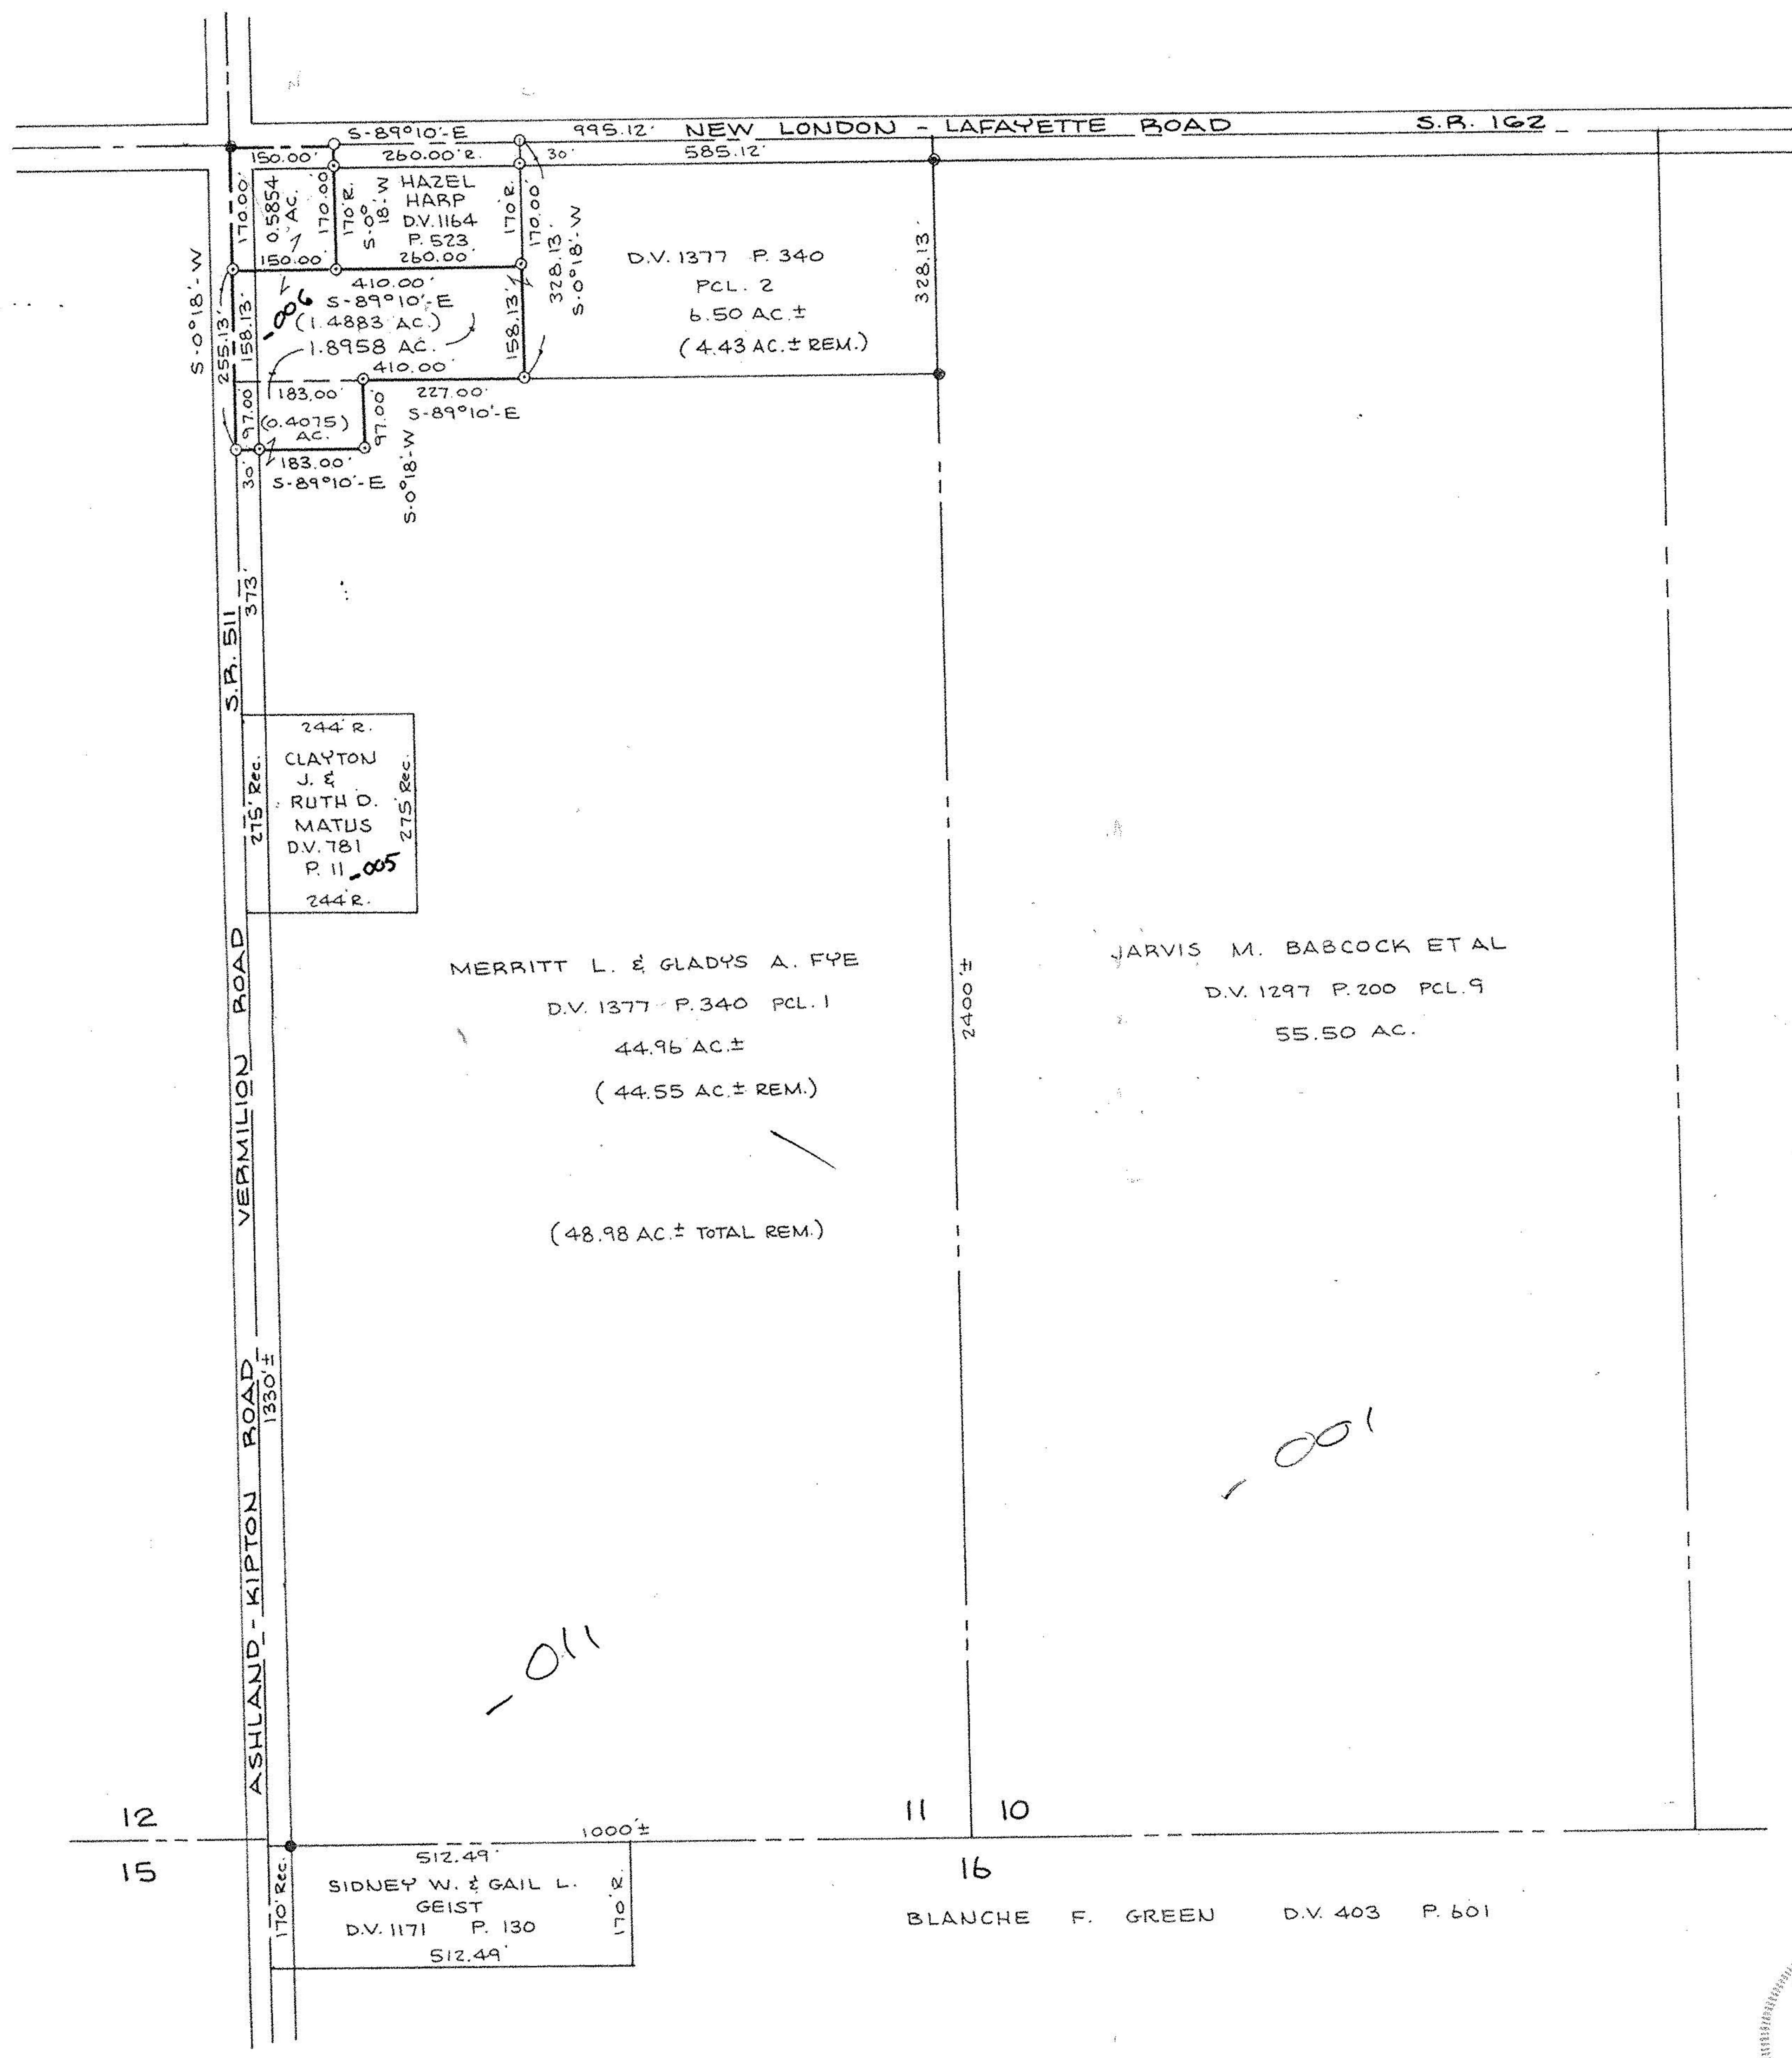 S-89°10'-E
995.12'
NEW LONDON - LAFAYETTE ROAD
S.R. 162
150.00'
260.00' R.
30'
585.12'
170.00'
0.5854
AC.
170.00'
170' R.
S-0°
18'-W
HAZEL
HARP
D.V. 1164
P. 523
170' R.
170.00'
328.13'
S-0°18'-W
150.00'
260.00'
S-0°18'-W
255.13'
158.13'
-006
410.00'
S-89°10'-E
(1.4883 AC.)
1.8958 AC.
410.00'
158.13'
D.V. 1377 P. 340
PCL. 2
6.50 AC.±
(4.43 AC.± REM.)
328.13'
97.00'
183.00'
(0.4075)
AC.
97.00
227.00'
S-89°10'-E
30'
183.00'
S-89°10'-E
S-0°18'-W
373'
S.R. 511
244' R.
275' Rec.
CLAYTON
J. &
RUTH D.
MATUS
D.V. 781
P. 11
-005
275' Rec.
244' R.
VERMILION ROAD
MERRITT L. & GLADYS A. FYE
D.V. 1377 P. 340 PCL. 1
44.96 AC.±
(44.55 AC.± REM.)
(48.98 AC.± TOTAL REM.)
2400'±
JARVIS M. BABCOCK ET AL
D.V. 1297 P. 200 PCL. 9
55.50 AC.
1330'±
ASHLAND - KIPTON ROAD
-001
-011
12
11
10
1000'±
15
16
512.49'
170' Rec.
SIDNEY W. & GAIL L.
GEIST
D.V. 1171 P. 130
170' R.
512.49'
BLANCHE F. GREEN D.V. 403 P. 601